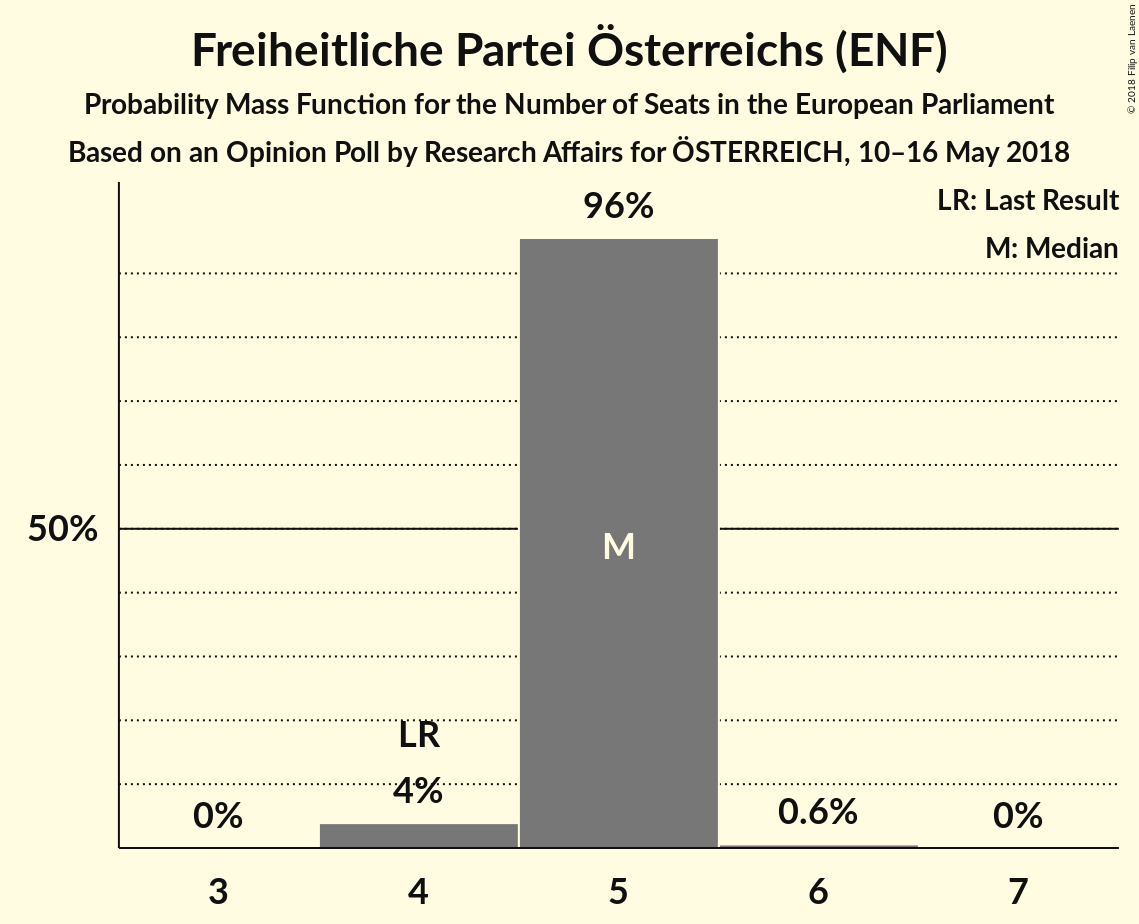 Freiheitliche Partei Österreichs (ENF)
Probability Mass Function for the Number of Seats in the European Parliament
Based on an Opinion Poll by Research Affairs for ÖSTERREICH, 10–16 May 2018
© 2018 Filip van Laenen
LR: Last Result
M: Median
96%
50%
M
LR
0%
4%
0.6%
0%
3 4 5 6 7